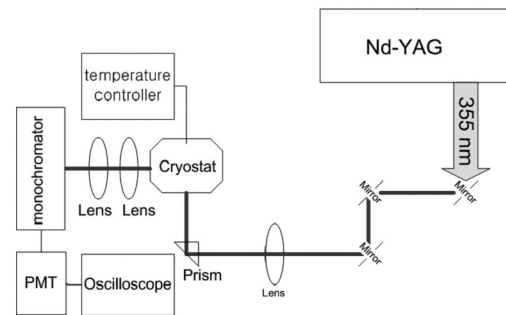 Nd-YAG
355 nm
temperature
controller
monochromator
Cryostat
Lens
Lens
Mirror
Mirror
Mirror
Prism
Lens
PMT
Oscilloscope